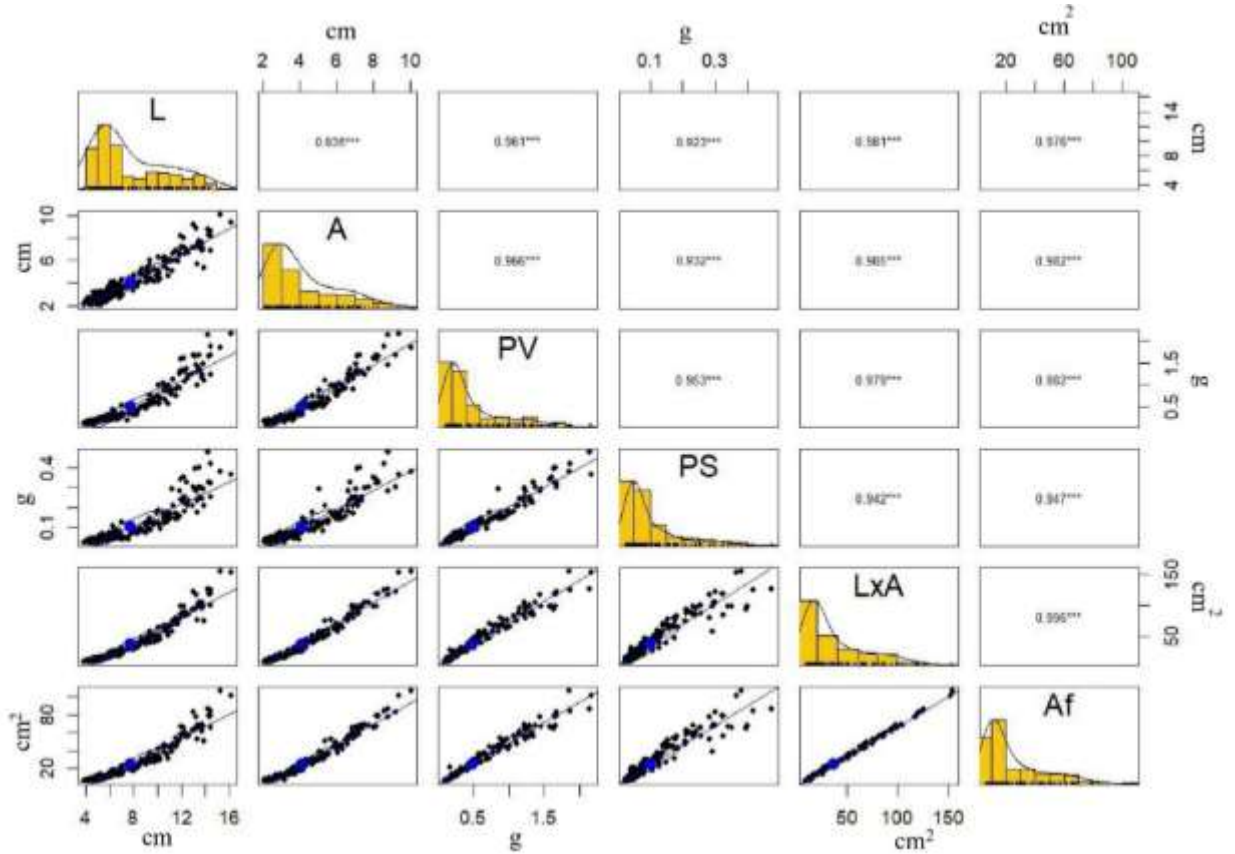 cm g cm²
2 4 6 8 10 0.1 0.3 20 60 100
L 0.961*** 0.923*** 0.981*** 0.976*** 4 8 14 cm
cm 2 6 10 A 0.966*** 0.932*** 0.985*** 0.982***
PV 0.953*** 0.979*** 0.982*** 0.5 1.5 g
g 0.1 0.4 PS 0.942*** 0.947***
LxA 0.996*** 50 150 cm²
cm² 20 80 Af
4 8 12 16 0.5 1.5 50 100 150
cm g cm²